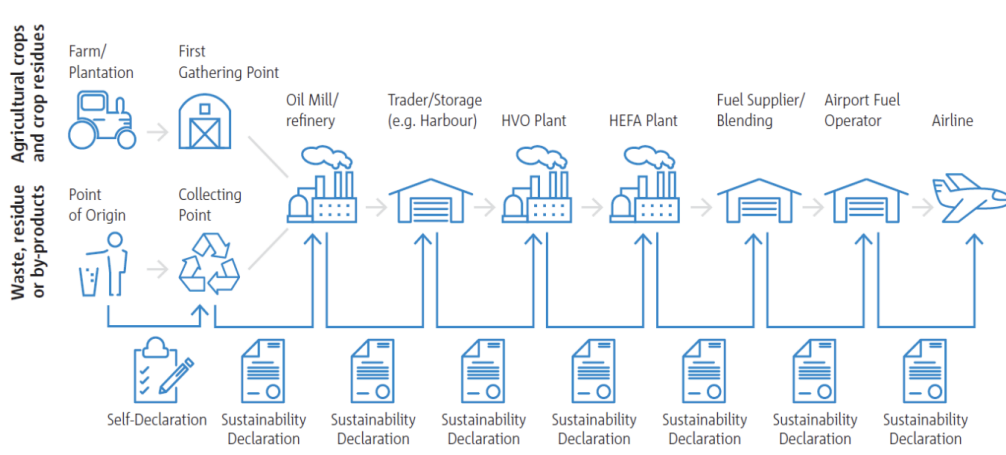 Agricultural crops
and crop residues
Farm/
Plantation
First
Gathering Point
Oil Mill/
refinery
Trader/Storage
(e.g. Harbour)
HVO Plant
HEFA Plant
Fuel Supplier/
Blending
Airport Fuel
Operator
Airline
Waste, residue
or by-products
Point
of Origin
Collecting
Point
Self-Declaration
Sustainability
Declaration
Sustainability
Declaration
Sustainability
Declaration
Sustainability
Declaration
Sustainability
Declaration
Sustainability
Declaration
Sustainability
Declaration